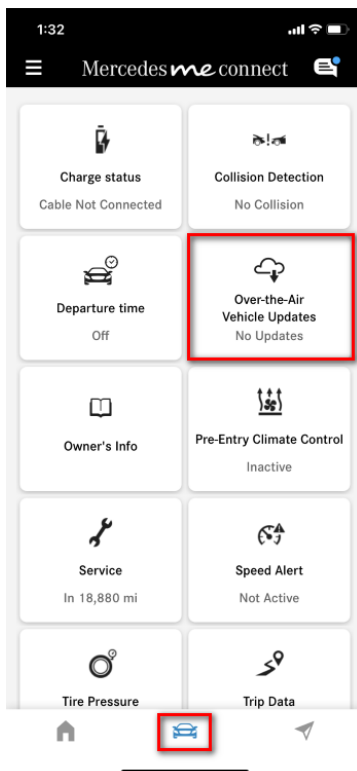 1:32
Mercedes me connect
Charge status
Cable Not Connected
Collision Detection
No Collision
Departure time
Off
Over-the-Air
Vehicle Updates
No Updates
Owner's Info
Pre-Entry Climate Control
Inactive
Service
In 18,880 mi
Speed Alert
Not Active
Tire Pressure
Trip Data